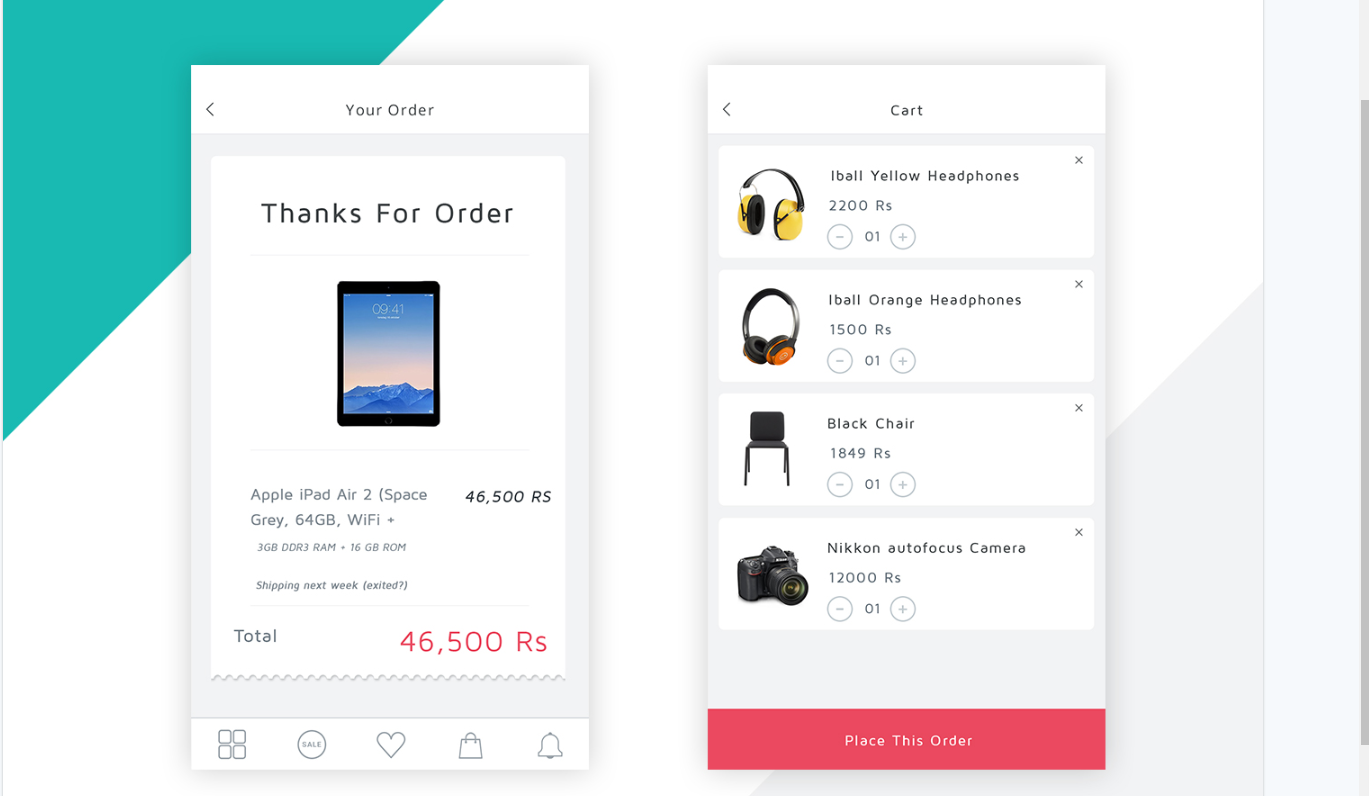 Your Order
Thanks For Order
09:41
Apple iPad Air 2 (Space
Grey, 64GB, WiFi +
46,500 RS
3GB DDR3 RAM + 16 GB ROM
Shipping next week (exited?)
Total
46,500 Rs
SALE
Cart
Iball Yellow Headphones
2200 Rs
01
Iball Orange Headphones
1500 Rs
01
Black Chair
1849 Rs
01
Nikkon autofocus Camera
12000 Rs
01
Place This Order